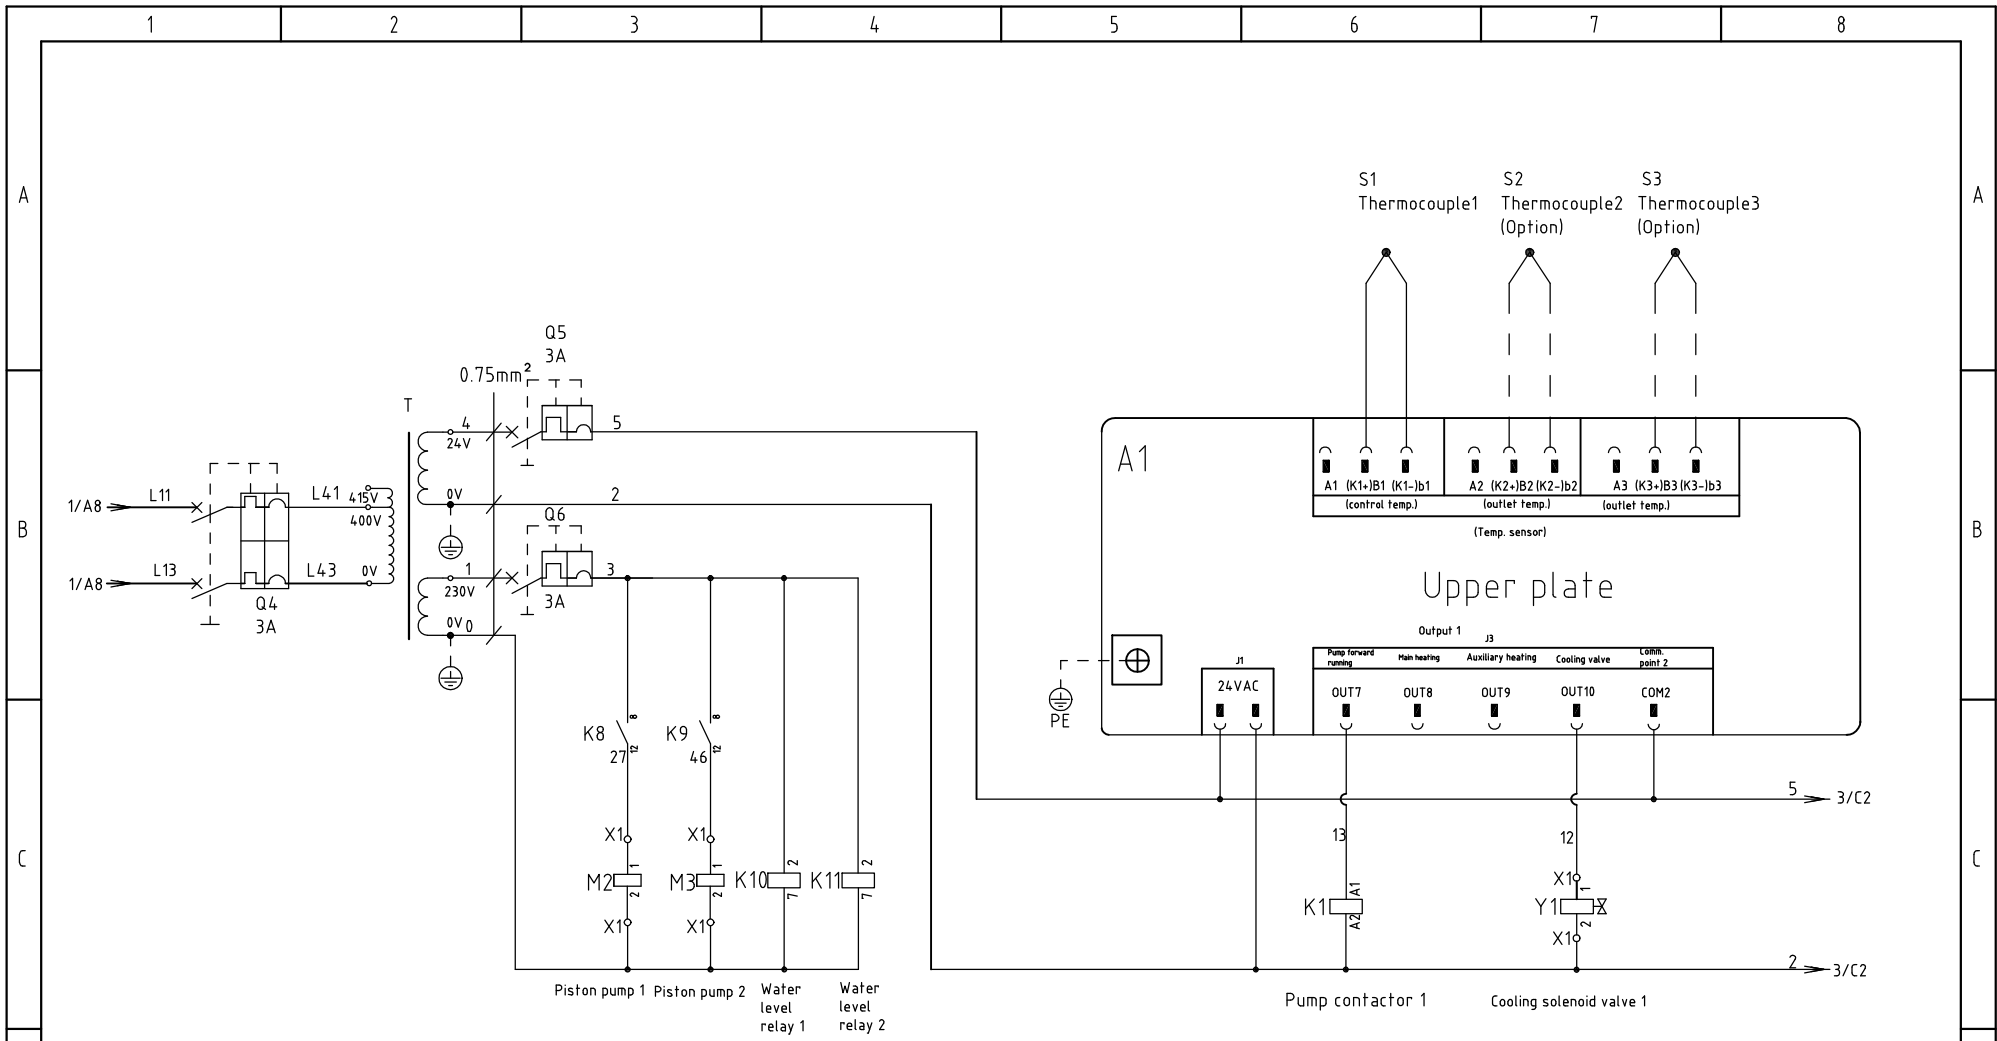 1 2 3 4 5 6 7 8
A A
S1 S2 S3
Thermocouple1 Thermocouple2 Thermocouple3
(Option) (Option)
Q5
3A
0.75mm²
T
4
24V
5
0V
2
L11
1/A8
L41
415V
400V
L13
1/A8
L43
0V
Q4
3A
Q6
1
230V
3
3A
0V 0
B B
A1
A1 (K1+)B1 (K1-)b1 A2 (K2+)B2 (K2-)b2 A3 (K3+)B3 (K3-)b3
(control temp.) (outlet temp.) (outlet temp.)
(Temp. sensor)
Upper plate
Output 1
J3
Pump forward running
Main heating
Auxiliary heating
Cooling valve
Comm. point 2
J1
24VAC
OUT7 OUT8 OUT9 OUT10 COM2
PE
K8
8
27
12
K9
8
46
12
5
3/C2
C C
X1 X1
M2
1
2
M3
1
2
K10
2
7
K11
2
7
X1 X1
13
K1
A1
A2
12
X1
Y1
1
2
X1
2
3/C2
Piston pump 1
Piston pump 2
Water
level
relay 1
Water
level
relay 2
Pump contactor 1
Cooling solenoid valve 1